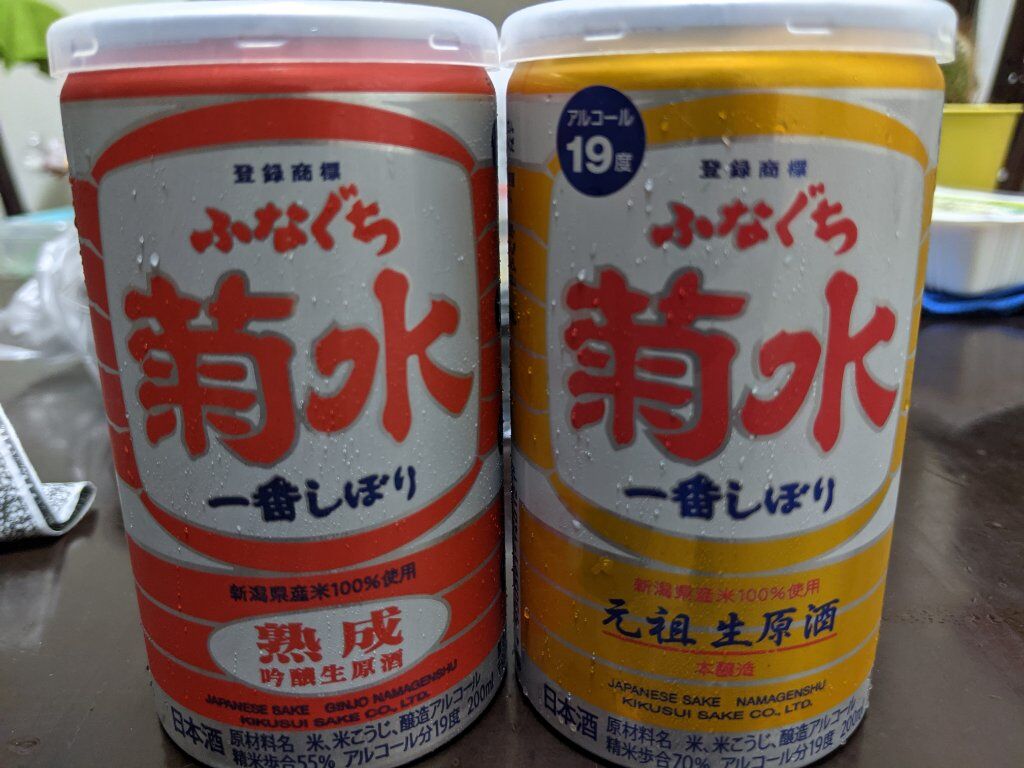 登録商標
ふなぐち
菊水
一番しぼり
新潟県産米100%使用
熟成
吟醸生原酒
JAPANESE SAKE GINJO NAMAGENSHU
KIKUSUI SAKE CO., LTD.
日本酒
原材料名 米、米こうじ、醸造アルコール
精米歩合55% アルコール分19度 200ml
アルコール
19度
登録商標
ふなぐち
菊水
一番しぼり
新潟県産米100%使用
元祖 生原酒
本醸造
JAPANESE SAKE NAMAGENSHU
KIKUSUI SAKE CO., LTD.
日本酒
原材料名 米、米こうじ、醸造アルコール
精米歩合70% アルコール分19度 200ml